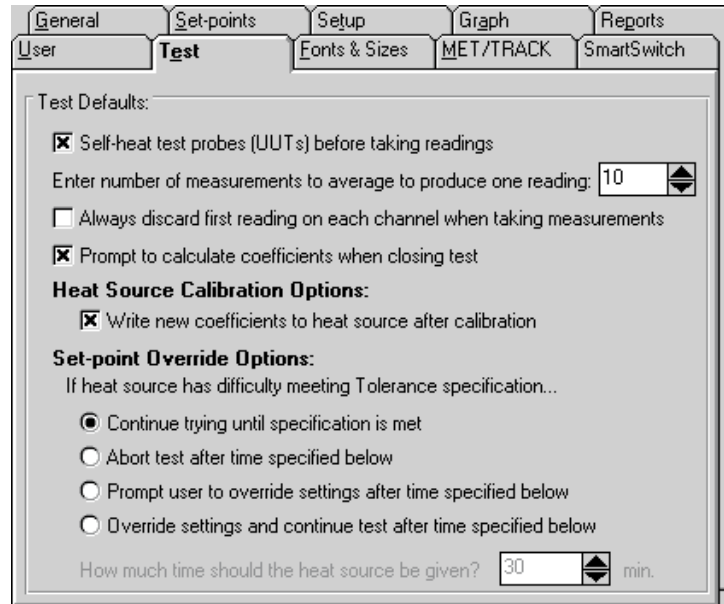 General Set-points Setup Graph Reports
User Test Fonts & Sizes MET/TRACK SmartSwitch
Test Defaults:
Self-heat test probes (UUTs) before taking readings
Enter number of measurements to average to produce one reading: 10
Always discard first reading on each channel when taking measurements
Prompt to calculate coefficients when closing test
Heat Source Calibration Options:
Write new coefficients to heat source after calibration
Set-point Override Options:
If heat source has difficulty meeting Tolerance specification...
Continue trying until specification is met
Abort test after time specified below
Prompt user to override settings after time specified below
Override settings and continue test after time specified below
How much time should the heat source be given? 30 min.